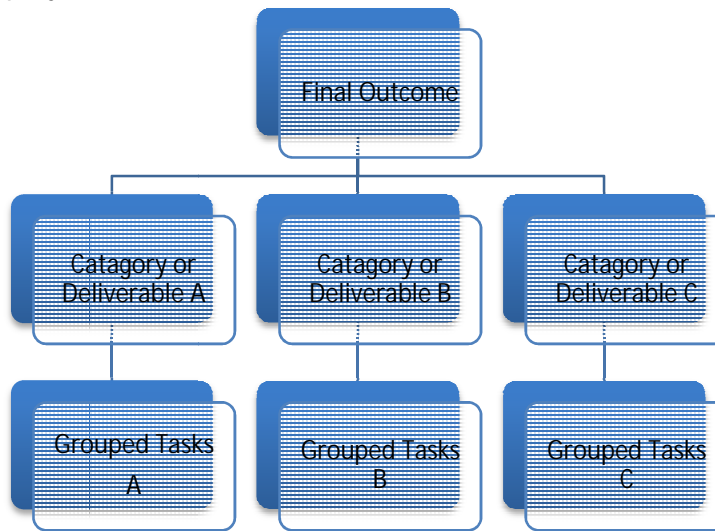 Final Outcome
Catagory or
Deliverable A
Catagory or
Deliverable B
Catagory or
Deliverable C
Grouped Tasks
A
Grouped Tasks
B
Grouped Tasks
C